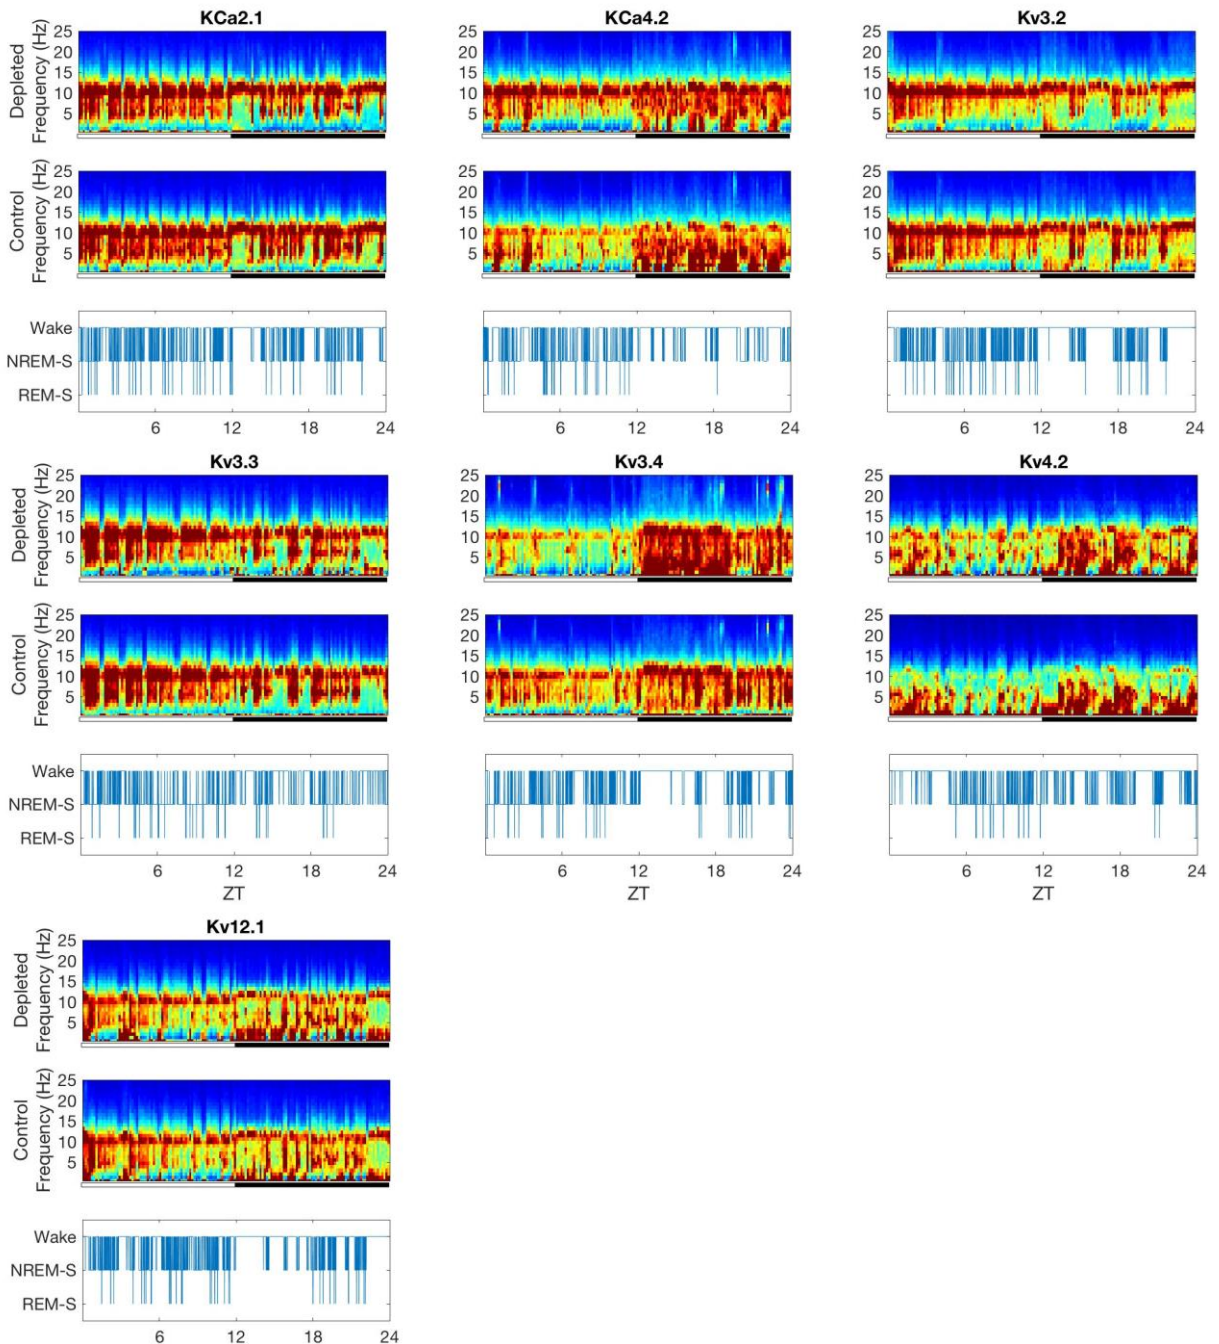 KCa2.1 KCa4.2 Kv3.2
Depleted
Frequency (Hz)
25 25 25
20 20 20
15 15 15
10 10 10
5 5 5
Control
Frequency (Hz)
25 25 25
20 20 20
15 15 15
10 10 10
5 5 5
Wake
NREM-S
REM-S
6 12 18 24 6 12 18 24 6 12 18 24
Kv3.3 Kv3.4 Kv4.2
Depleted
Frequency (Hz)
25 25 25
20 20 20
15 15 15
10 10 10
5 5 5
Control
Frequency (Hz)
25 25 25
20 20 20
15 15 15
10 10 10
5 5 5
Wake
NREM-S
REM-S
6 12 18 24 6 12 18 24 6 12 18 24
ZT ZT ZT
Kv12.1
Depleted
Frequency (Hz)
25
20
15
10
5
Control
Frequency (Hz)
25
20
15
10
5
Wake
NREM-S
REM-S
6 12 18 24